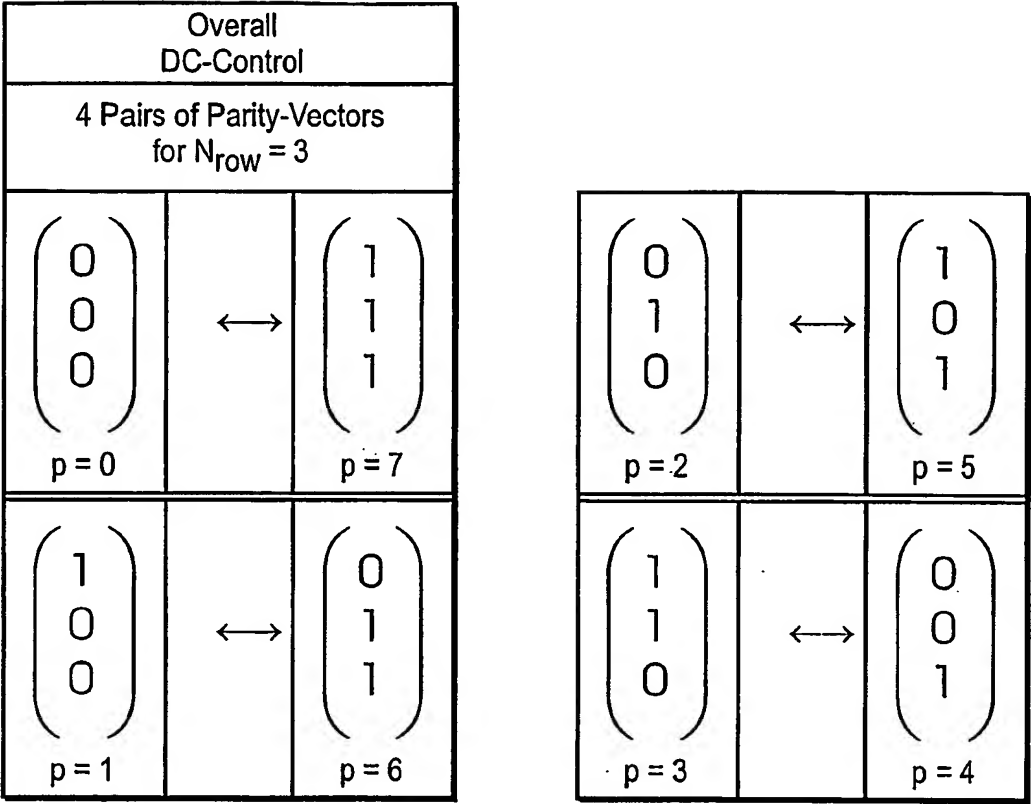 Overall
DC-Control
4 Pairs of Parity-Vectors
for Nrow = 3
0 1
0 ↔ 1
0 1
p = 0 p = 7
0 1
1 ↔ 0
0 1
p = 2 p = 5
1 0
0 ↔ 1
0 1
p = 1 p = 6
1 0
1 ↔ 0
0 1
p = 3 p = 4